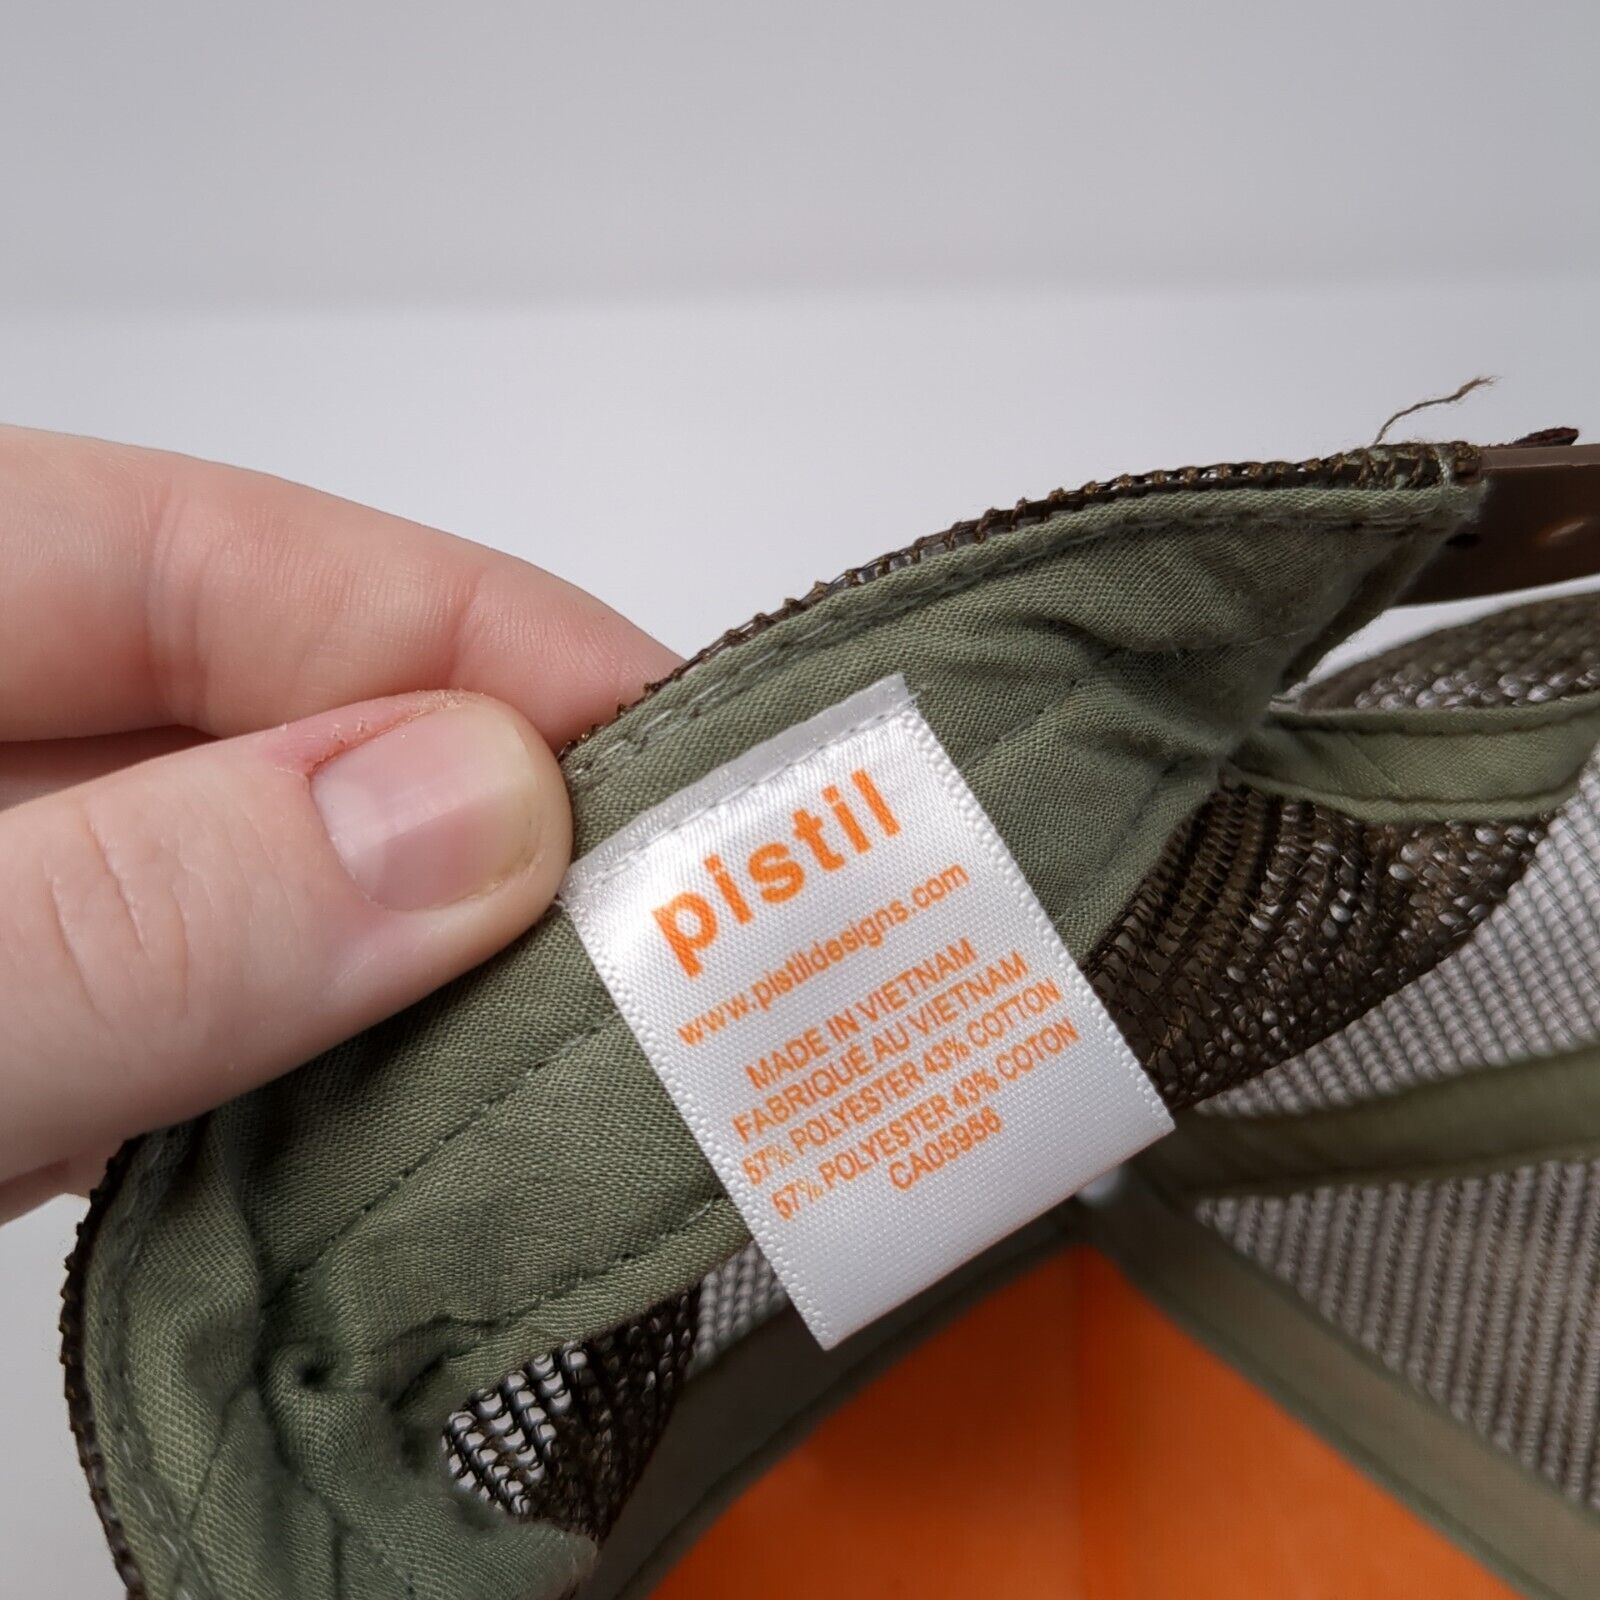 pistil
www.pistildesigns.com
MADE IN VIETNAM
FABRIQUÉ AU VIETNAM
57% POLYESTER 43% COTTON
57% POLYESTER 43% COTON
CA05956